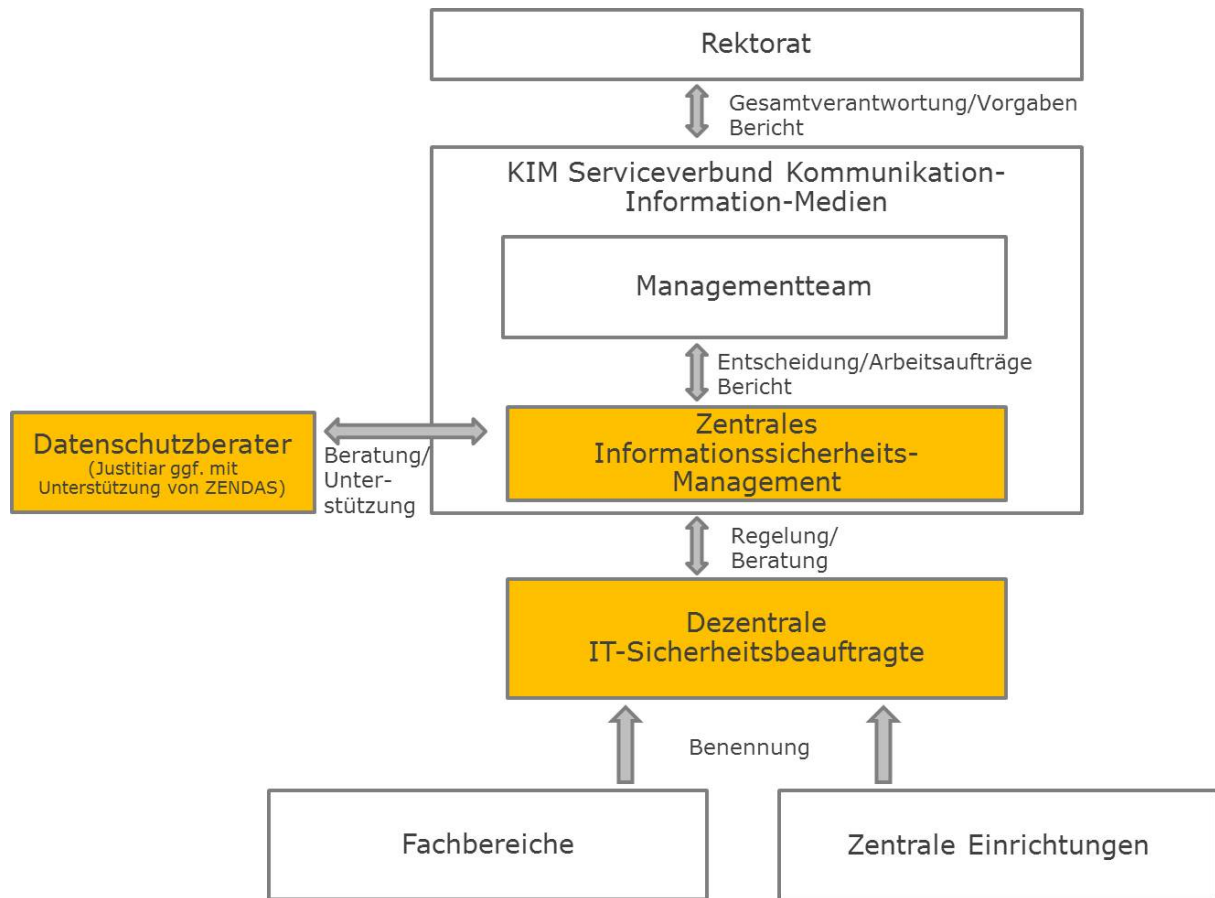 Rektorat
Gesamtverantwortung/Vorgaben
Bericht
KIM Serviceverbund Kommunikation-
Information-Medien
Managementteam
Entscheidung/Arbeitsaufträge
Bericht
Zentrales
Informationssicherheits-
Management
Datenschutzberater
(Justitiar ggf. mit
Unterstützung von ZENDAS)
Beratung/
Unter-
stützung
Regelung/
Beratung
Dezentrale
IT-Sicherheitsbeauftragte
Benennung
Fachbereiche
Zentrale Einrichtungen